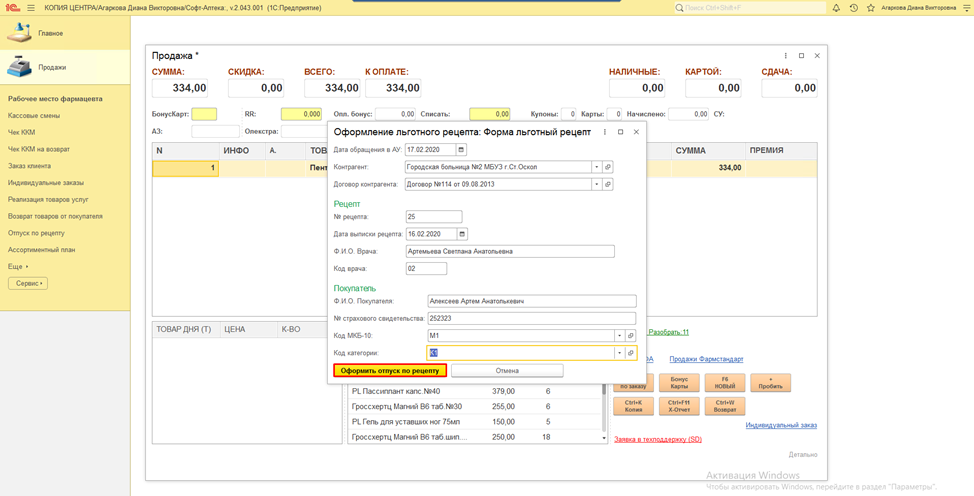 1С КОПИЯ ЦЕНТРА/Агаркова Диана Викторовна/Софт-Аптека:, v.2.043.001 (1С:Предприятие) Поиск Ctrl+Shift+F Агаркова Диана Викторовна
Главное
Продажи
Рабочее место фармацевта
Кассовые смены
Чек ККМ
Чек ККМ на возврат
Заказ клиента
Индивидуальные заказы
Реализация товаров услуг
Возврат товаров от покупателя
Отпуск по рецепту
Ассортиментный план
Еще
Сервис
Продажа *
СУММА: СКИДКА: ВСЕГО: К ОПЛАТЕ: НАЛИЧНЫЕ: КАРТОЙ: СДАЧА:
334,00 0,00 334,00 334,00 0,00 0,00 0,00
БонусКарт: RR: 0,000 Опл. бонус: 0,00 Списать: 0,00 Купоны: 0 Карты: 0 Начислено: 0,00 СУ:
АЗ: Опекстра:
N ИНФО А. ТОВ СУММА ПРЕМИЯ
1 Пент 334,00
Оформление льготного рецепта: Форма льготный рецепт
Дата обращения в АУ: 17.02.2020
Контрагент: Городская больница №2 МБУЗ г.Ст.Оскол
Договор контрагента: Договор №114 от 09.08.2013
Рецепт
№ рецепта: 25
Дата выписки рецепта: 16.02.2020
Ф.И.О. Врача: Артемьева Светлана Анатольевна
Код врача: 02
Покупатель
Ф.И.О. Покупателя: Алексеев Артем Анатолькевич
№ страхового свидетельства: 252323
Код МКБ-10: М1
Код категории: К1
Оформить отпуск по рецепту Отмена
ТОВАР ДНЯ (Т) ЦЕНА К-ВО
Разобрать:11
Продажи Фармстандарт
по заказу
Бонус Карты
F6 НОВЫЙ
+ Пробить
Ctrl+K Копия
Ctrl+F11 X-Отчет
Ctrl+W Возврат
PL Пассиппант капс.№40 379,00 6
Гроссхертц Магний В6 таб.№30 255,00 6
PL Гель для уставших ног 75мл 150,00 5
Гроссхертц Магний В6 таб.шип... 250,00 18
Индивидуальный заказ
Заявка в техподдержку (SD)
Детально
Активация Windows
Чтобы активировать Windows, перейдите в раздел "Параметры".